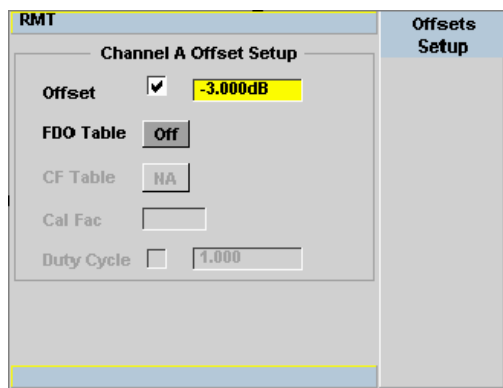 RMT
Offsets
Setup
Channel A Offset Setup
Offset -3.000dB
FDO Table Off
CF Table NA
Cal Fac
Duty Cycle 1.000